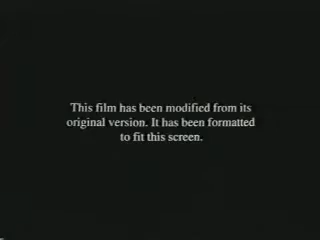 This film has been modified from its
original version. It has been formatted
to fit this screen.